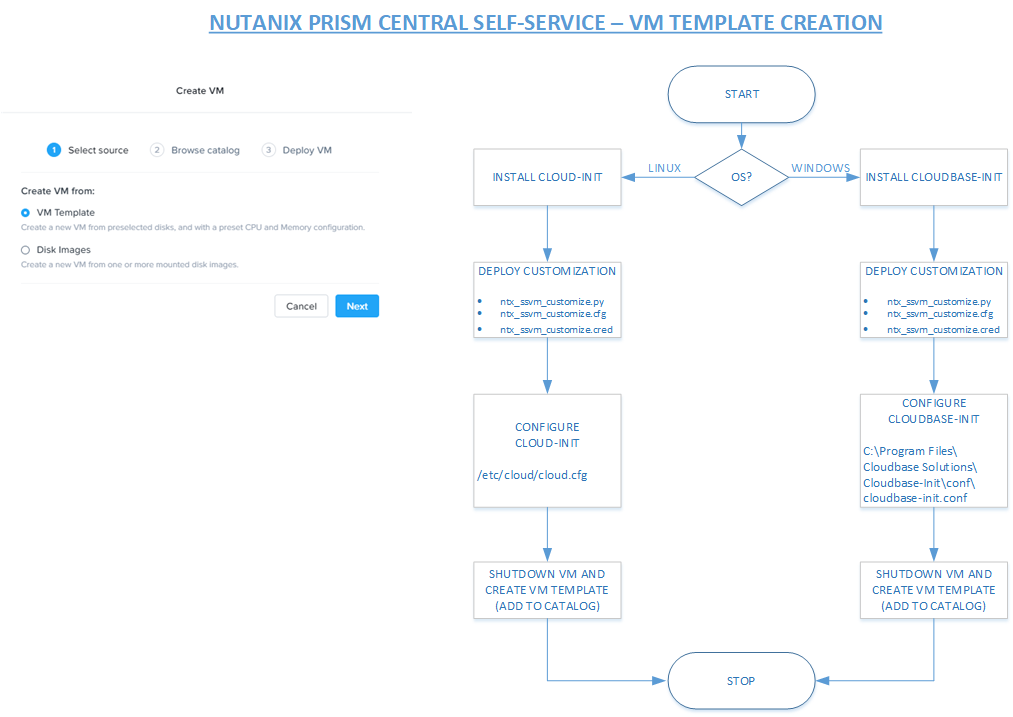 NUTANIX PRISM CENTRAL SELF-SERVICE – VM TEMPLATE CREATION
Create VM
1 Select source 2 Browse catalog 3 Deploy VM
Create VM from:
VM Template
Create a new VM from preselected disks, and with a preset CPU and Memory configuration.
Disk Images
Create a new VM from one or more mounted disk images.
Cancel Next
START
OS?
LINUX
WINDOWS
INSTALL CLOUD-INIT
DEPLOY CUSTOMIZATION
• ntx_ssvm_customize.py
• ntx_ssvm_customize.cfg
• ntx_ssvm_customize.cred
CONFIGURE
CLOUD-INIT
/etc/cloud/cloud.cfg
SHUTDOWN VM AND
CREATE VM TEMPLATE
(ADD TO CATALOG)
INSTALL CLOUDBASE-INIT
DEPLOY CUSTOMIZATION
• ntx_ssvm_customize.py
• ntx_ssvm_customize.cfg
• ntx_ssvm_customize.cred
CONFIGURE
CLOUDBASE-INIT
C:\Program Files\
Cloudbase Solutions\
Cloudbase-Init\conf\
cloudbase-init.conf
SHUTDOWN VM AND
CREATE VM TEMPLATE
(ADD TO CATALOG)
STOP